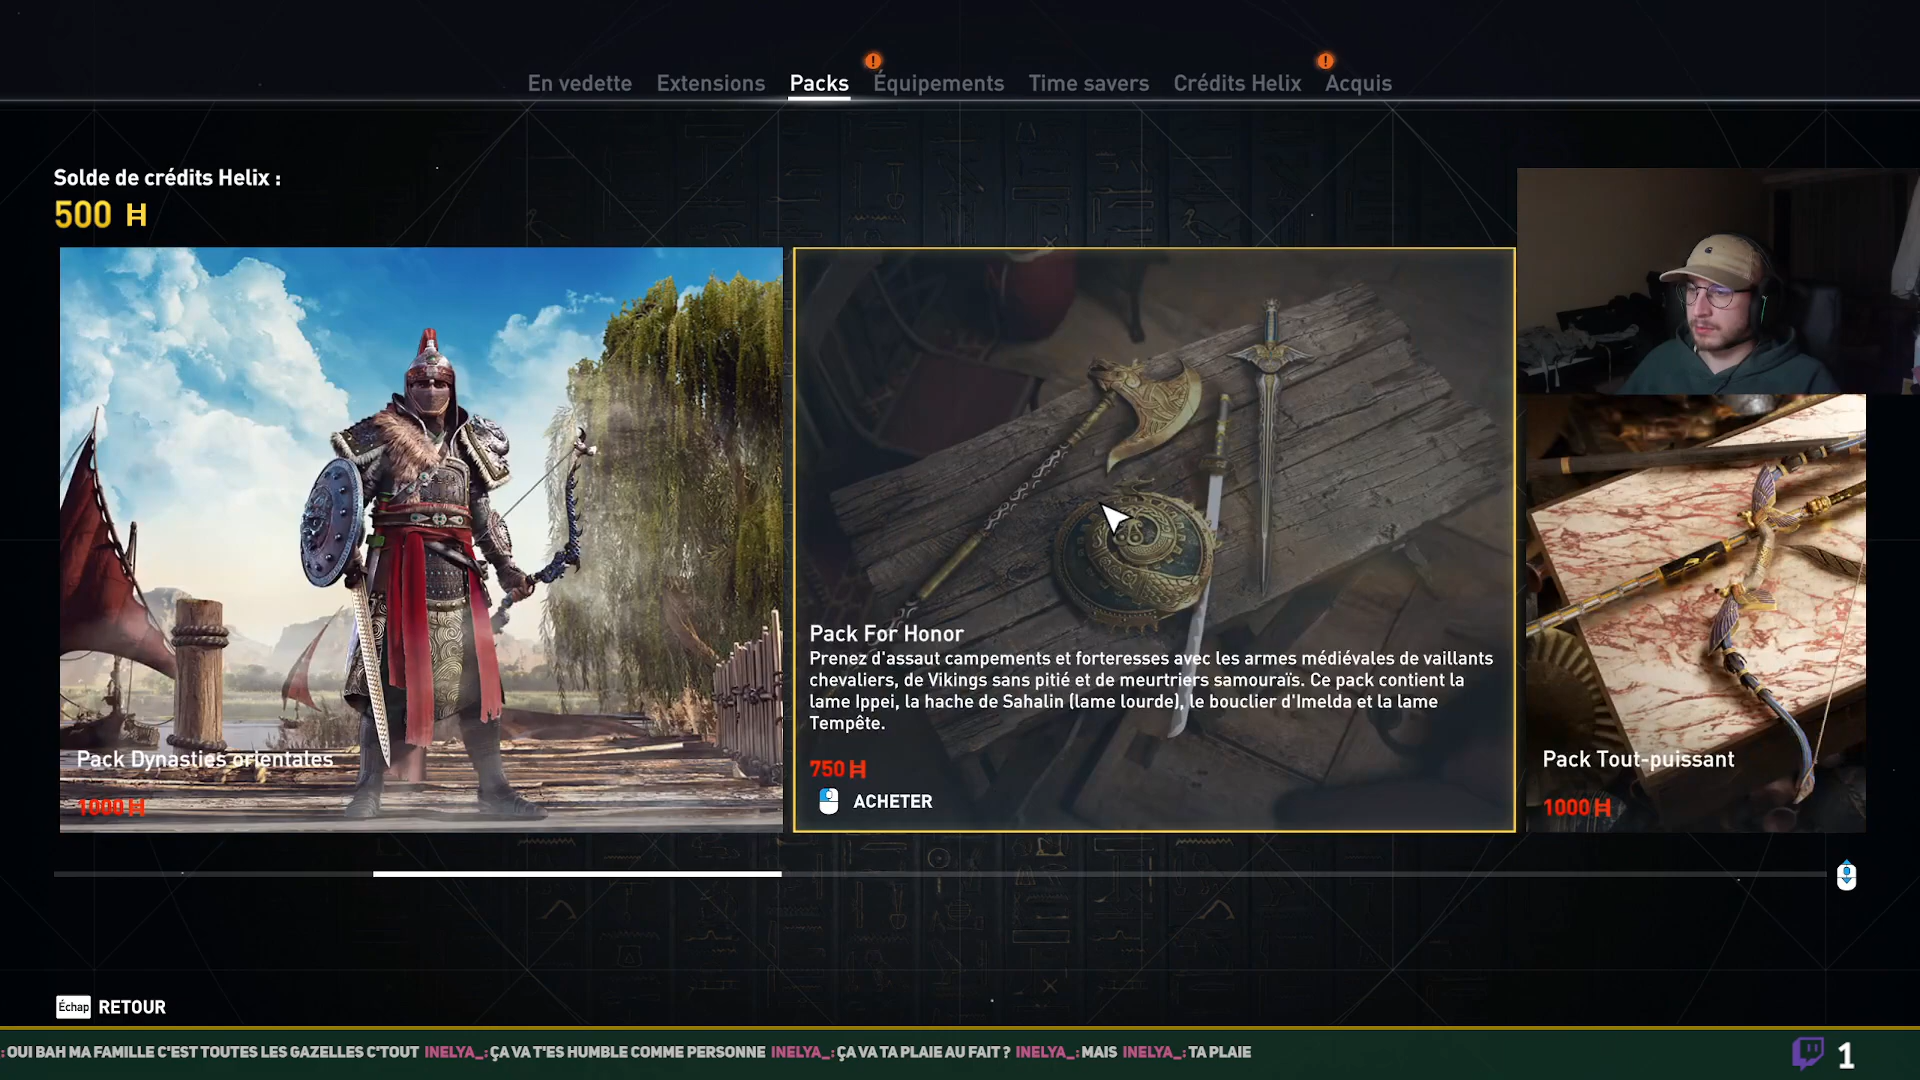 En vedette Extensions Packs Équipements Time savers Crédits Helix Acquis
Solde de crédits Helix :
500
Pack Dynasties orientales
1000
Pack For Honor
Prenez d'assaut campements et forteresses avec les armes médiévales de vaillants
chevaliers, de Vikings sans pitié et de meurtriers samouraïs. Ce pack contient la
lame Ippei, la hache de Sahalin (lame lourde), le bouclier d'Imelda et la lame
Tempête.
750
ACHETER
Pack Tout-puissant
1000
Échap RETOUR
: OUI BAH MA FAMILLE C'EST TOUTES LES GAZELLES C'TOUT INELYA_: ÇA VA T'ES HUMBLE COMME PERSONNE INELYA_: ÇA VA TA PLAIE AU FAIT ? INELYA_: MAIS INELYA_: TA PLAIE
1